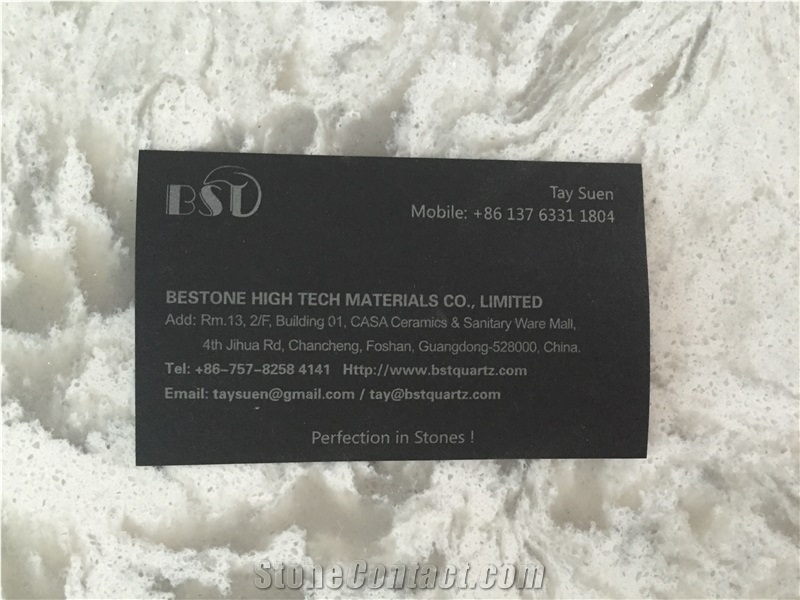 BST
Tay Suen
Mobile: +86 137 6331 1804
BESTONE HIGH TECH MATERIALS CO., LIMITED
Add: Rm.13, 2/F, Building 01, CASA Ceramics & Sanitary Ware Mall,
4th Jihua Rd, Chancheng, Foshan, Guangdong-528000, China.
Tel: +86-757-8258 4141 Http://www.bstquartz.com
Email: taysuen@gmail.com / tay@bstquartz.com
Perfection in Stones !
StoneContact.com